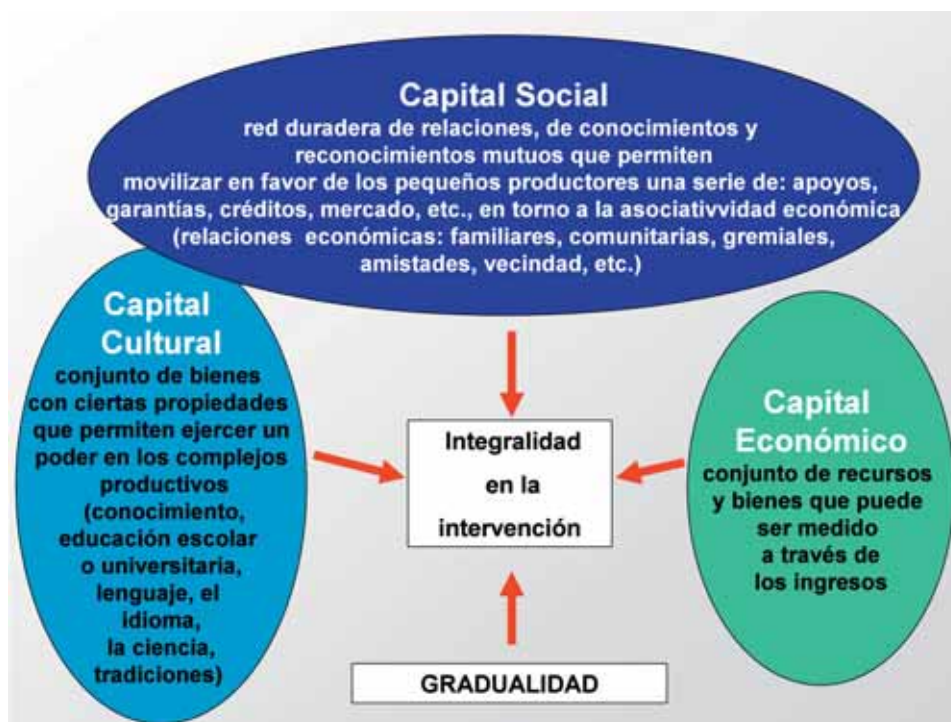 Capital Social
red duradera de relaciones, de conocimientos y
reconocimientos mutuos que permiten
movilizar en favor de los pequeños productores una serie de: apoyos,
garantías, créditos, mercado, etc., en torno a la asociativvidad económica
(relaciones económicas: familiares, comunitarias, gremiales,
amistades, vecindad, etc.)
Capital
Cultural
conjunto de bienes
con ciertas propiedades
que permiten ejercer un
poder en los complejos
productivos
(conocimiento,
educación escolar
o universitaria,
lenguaje, el
idioma,
la ciencia,
tradiciones)
Integralidad
en la
intervención
Capital
Económico
conjunto de recursos
y bienes que puede
ser medido
a través de
los ingresos
GRADUALIDAD